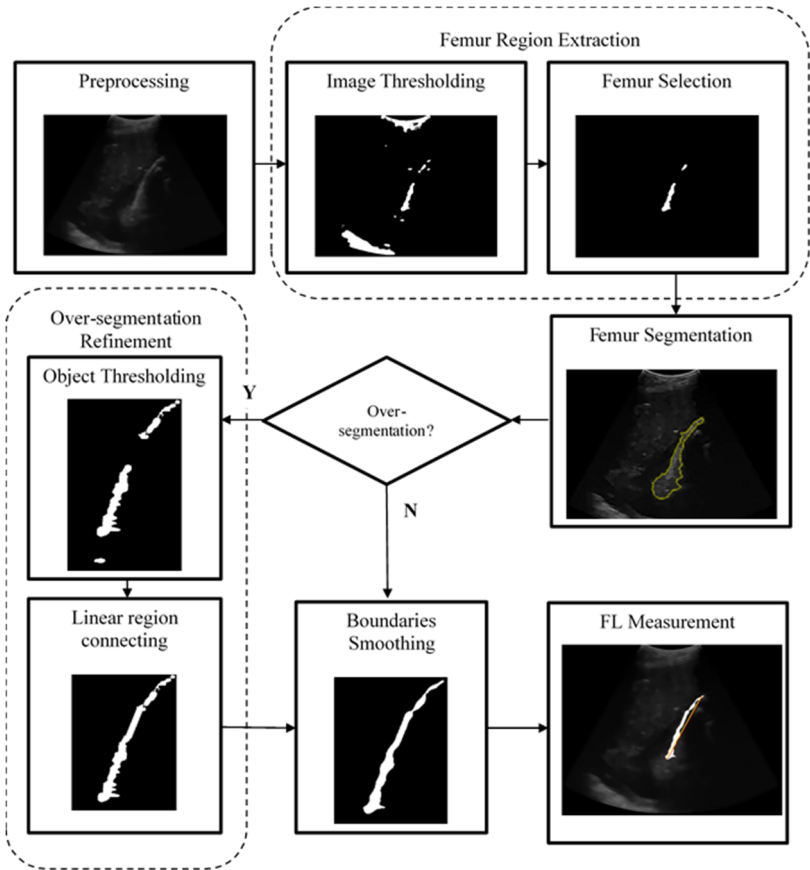 Femur Region Extraction
Preprocessing
Image Thresholding
Femur Selection
Over-segmentation
Refinement
Femur Segmentation
Object Thresholding
Y
Over-
segmentation?
N
Linear region
connecting
Boundaries
Smoothing
FL Measurement